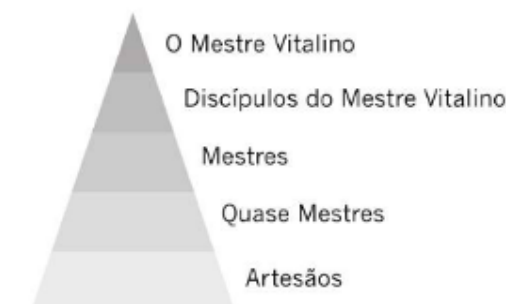 O Mestre Vitalino
Discípulos do Mestre Vitalino
Mestres
Quase Mestres
Artesãos